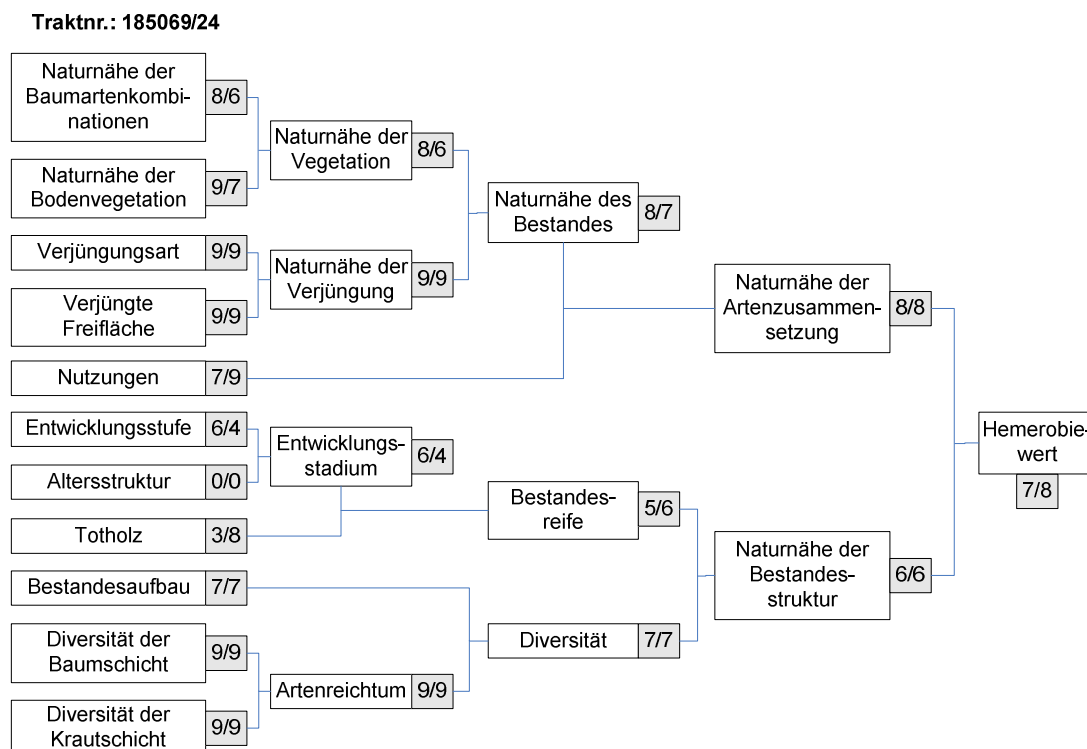 Traktnr.: 185069/24
Naturnähe der
Baumartenkombi-
nationen
8/6
Naturnähe der
Bodenvegetation
9/7
Verjüngungsart
9/9
Verjüngte
Freifläche
9/9
Nutzungen
7/9
Entwicklungsstufe
6/4
Altersstruktur
0/0
Totholz
3/8
Bestandesaufbau
7/7
Diversität der
Baumschicht
9/9
Diversität der
Krautschicht
9/9
Naturnähe der
Vegetation
8/6
Naturnähe der
Verjüngung
9/9
Entwicklungs-
stadium
6/4
Artenreichtum
9/9
Naturnähe des
Bestandes
8/7
Bestandes-
reife
5/6
Diversität
7/7
Naturnähe der
Artenzusammen-
setzung
8/8
Naturnähe der
Bestandes-
struktur
6/6
Hemerobie-
wert
7/8